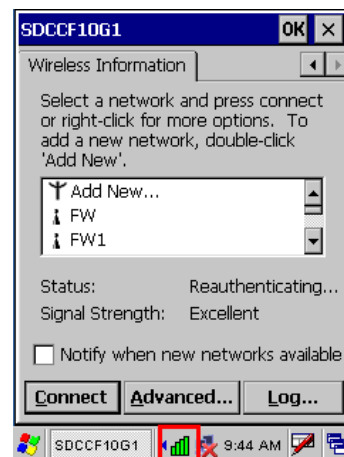 SDCCF10G1 OK ×
Wireless Information
Select a network and press connect
or right-click for more options. To
add a new network, double-click
'Add New'.
Add New...
FW
FW1
Status: Reauthenticating...
Signal Strength: Excellent
Notify when new networks available
Connect Advanced... Log...
SDCCF10G1 9:44 AM